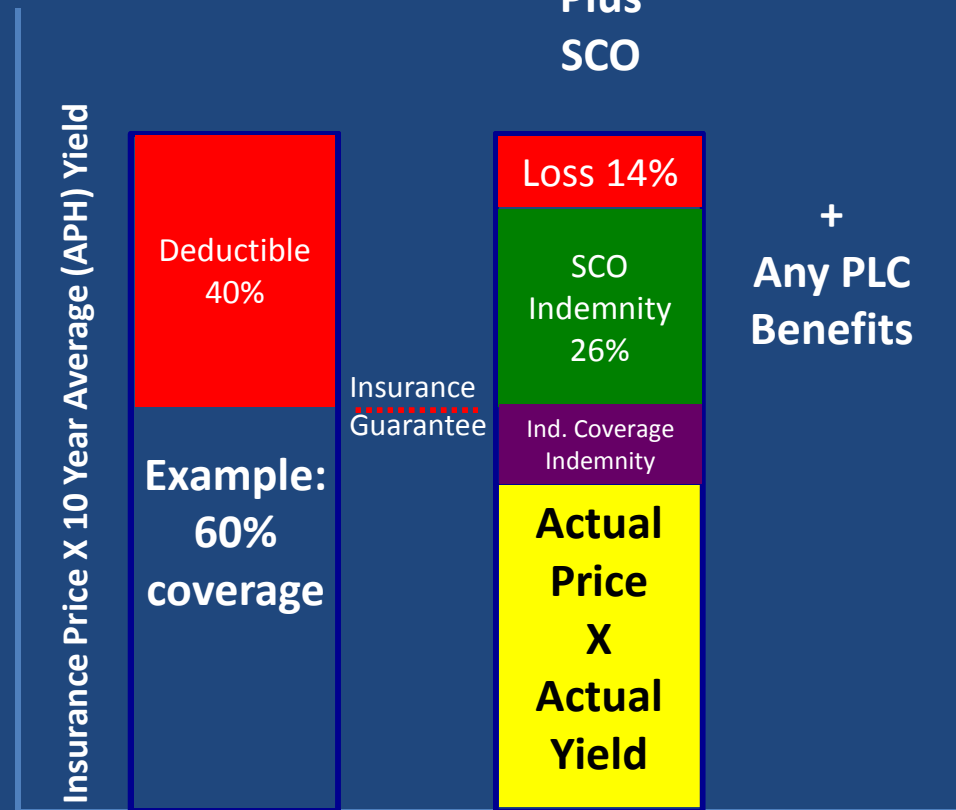 Plus
SCO
Insurance Price X 10 Year Average (APH) Yield
Deductible
40%
Example:
60%
coverage
Insurance
Guarantee
Loss 14%
SCO
Indemnity
26%
Ind. Coverage
Indemnity
Actual
Price
X
Actual
Yield
+
Any PLC
Benefits